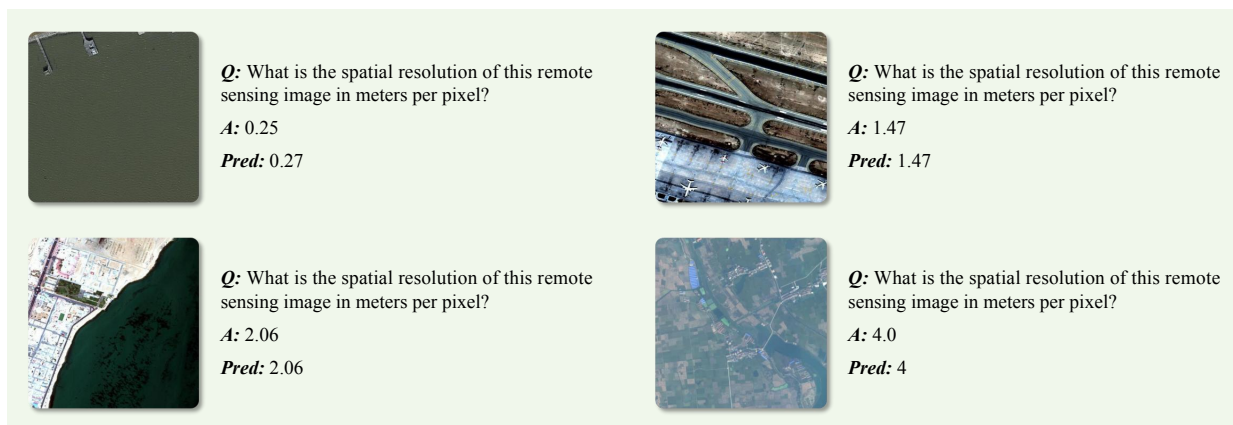 Q: What is the spatial resolution of this remote
sensing image in meters per pixel?
A: 0.25
Pred: 0.27
Q: What is the spatial resolution of this remote
sensing image in meters per pixel?
A: 1.47
Pred: 1.47
Q: What is the spatial resolution of this remote
sensing image in meters per pixel?
A: 2.06
Pred: 2.06
Q: What is the spatial resolution of this remote
sensing image in meters per pixel?
A: 4.0
Pred: 4